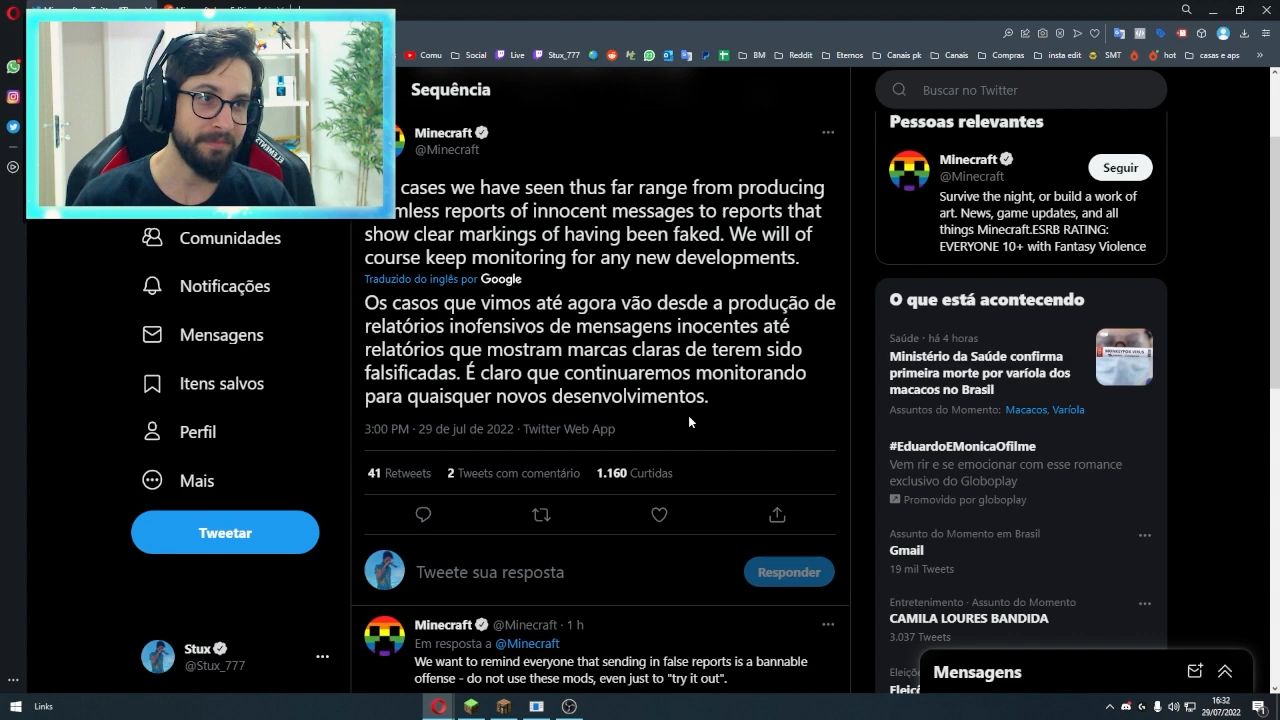 Comu
Social
Live
Stux_777
BM
Reddit
Eternos
Canais pk
Canais
Compras
insta edit
SMT
hot
casas e aps
Sequência
Minecraft
@Minecraft
cases we have seen thus far range from producing
reports of innocent messages to reports that
show clear markings of having been faked. We will of
course keep monitoring for any new developments.
Traduzido do inglês por Google
Os casos que vimos até agora vão desde a produção de
relatórios inofensivos de mensagens inocentes até
relatórios que mostram marcas claras de terem sido
falsificadas. É claro que continuaremos monitorando
para quaisquer novos desenvolvimentos.
3:00 PM · 29 de jul de 2022 · Twitter Web App
41 Retweets 2 Tweets com comentário 1.160 Curtidas
Tweete sua resposta
Responder
Minecraft @Minecraft · 1 h
Em resposta a @Minecraft
We want to remind everyone that sending in false reports is a bannable
offense - do not use these mods, even just to "try it out".
Comunidades
Notificações
Mensagens
Itens salvos
Perfil
Mais
Tweetar
Stux
@Stux_777
Buscar no Twitter
Pessoas relevantes
Minecraft
@Minecraft
Seguir
Survive the night, or build a work of
art. News, game updates, and all
things Minecraft.ESRB RATING:
EVERYONE 10+ with Fantasy Violence
O que está acontecendo
Saúde · há 4 horas
Ministério da Saúde confirma
primeira morte por varíola dos
macacos no Brasil
Assuntos do Momento: Macacos, Varíola
#EduardoEMonicaOfilme
Vem rir e se emocionar com esse romance
exclusivo do Globoplay
Promovido por globoplay
Assunto do Momento em Brasil
Gmail
19 mil Tweets
Entretenimento · Assunto do Momento
CAMILA LOURES BANDIDA
3.037 Tweets
Mensagens
Links
16:32
29/07/2022